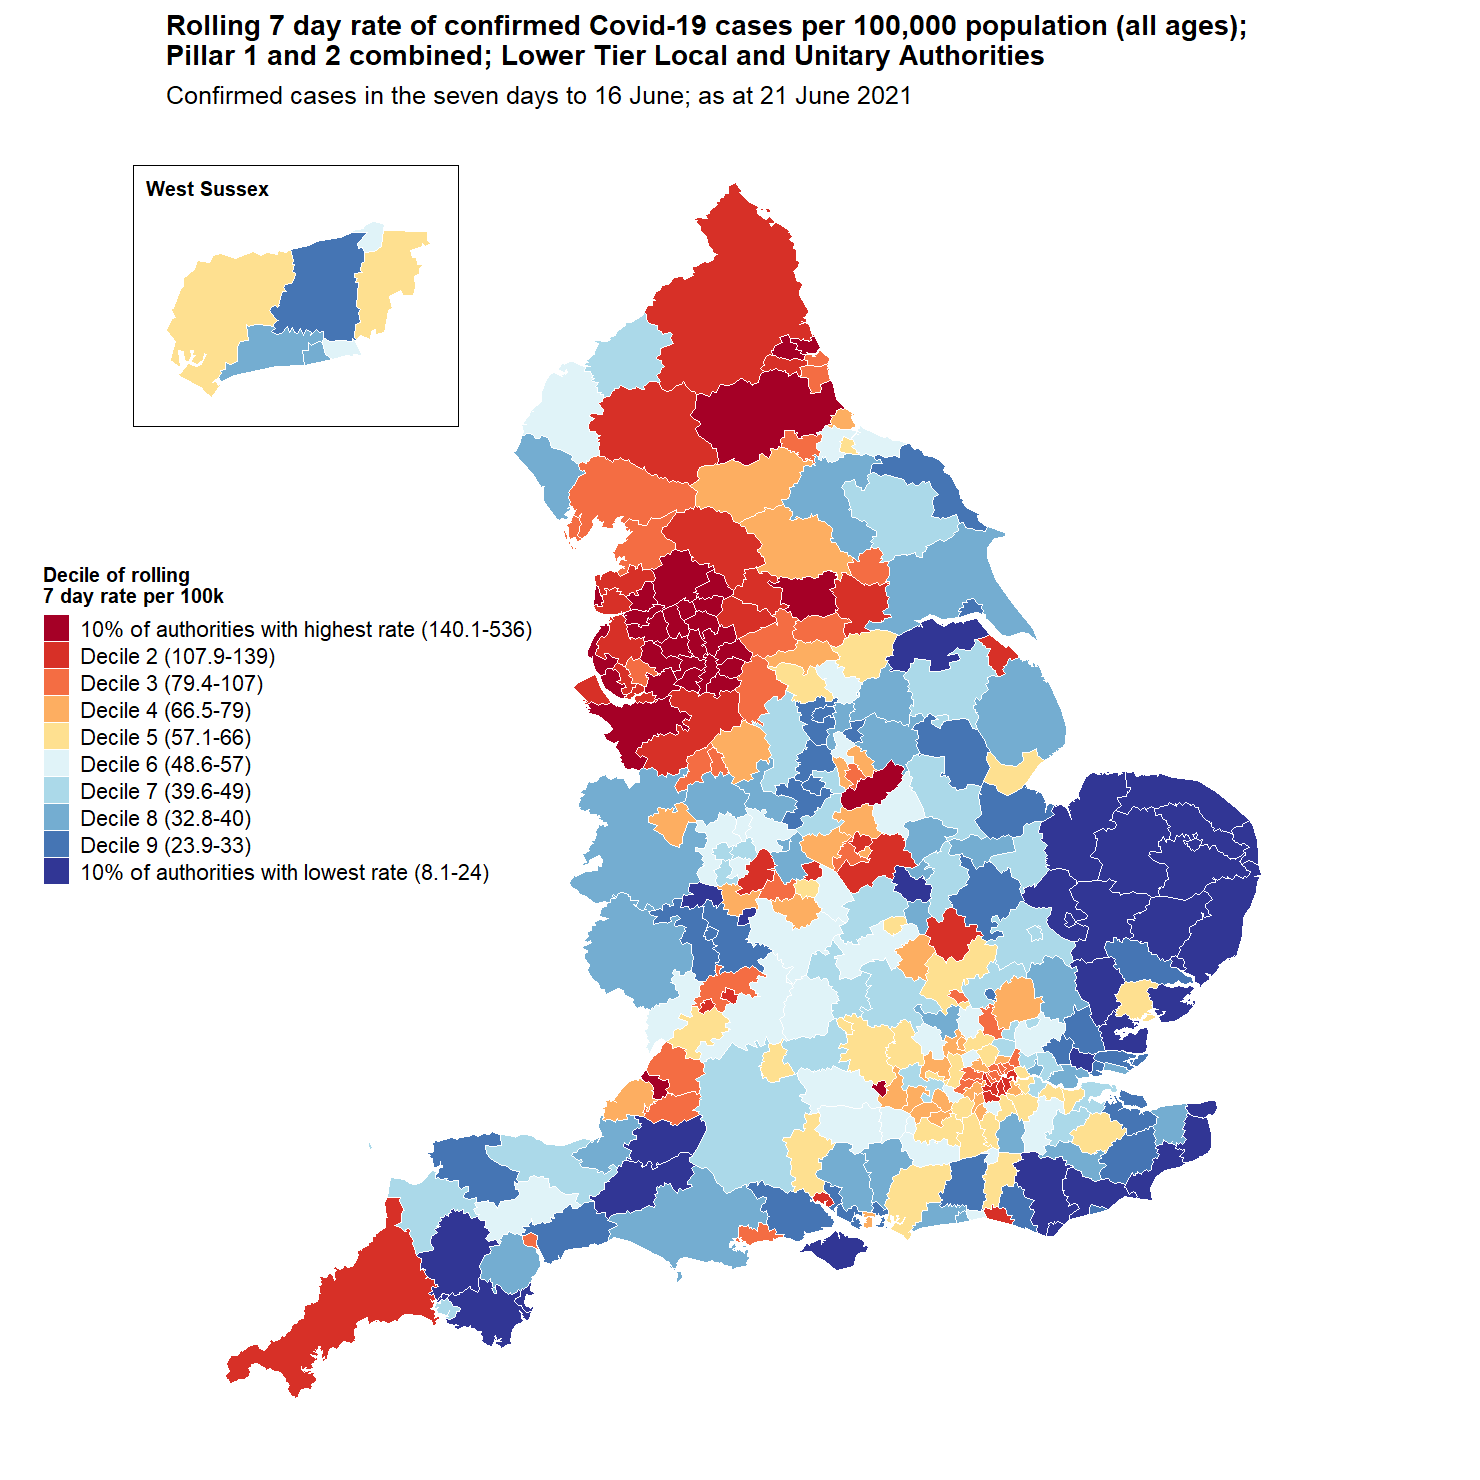 Rolling 7 day rate of confirmed Covid-19 cases per 100,000 population (all ages);
Pillar 1 and 2 combined; Lower Tier Local and Unitary Authorities
Confirmed cases in the seven days to 16 June; as at 21 June 2021
West Sussex
Decile of rolling
7 day rate per 100k
10% of authorities with highest rate (140.1-536)
Decile 2 (107.9-139)
Decile 3 (79.4-107)
Decile 4 (66.5-79)
Decile 5 (57.1-66)
Decile 6 (48.6-57)
Decile 7 (39.6-49)
Decile 8 (32.8-40)
Decile 9 (23.9-33)
10% of authorities with lowest rate (8.1-24)